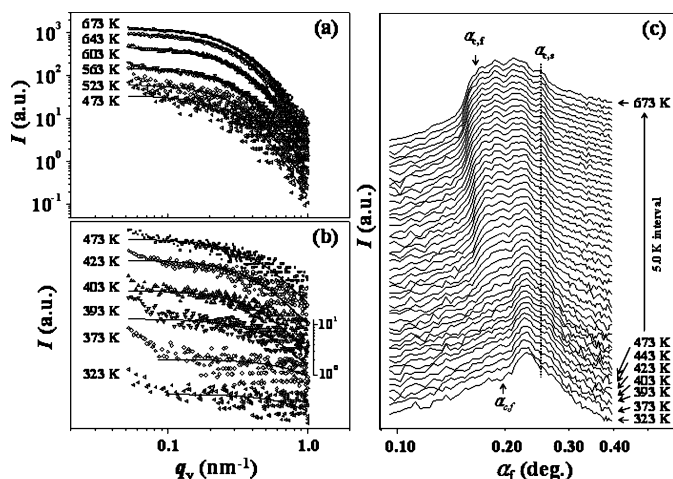 (a)
10³
10²
10¹
10⁰
10⁻¹
I (a.u.)
673 K
643 K
603 K
563 K
523 K
473 K
(b)
I (a.u.)
473 K
423 K
403 K
393 K
373 K
323 K
10¹
10⁰
0.1
1.0
q_y (nm⁻¹)
(c)
α_c,f
α_c,s
I (a.u.)
673 K
5.0 K interval
473 K
443 K
423 K
403 K
393 K
373 K
323 K
α_c,f
0.10
0.20
0.30
0.40
α_f (deg.)